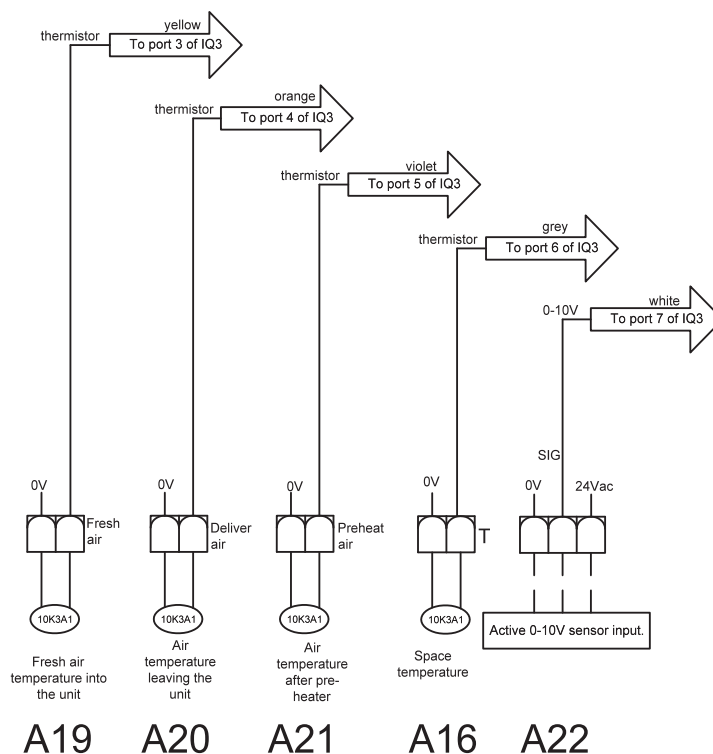 yellow
thermistor
To port 3 of IQ3
orange
thermistor
To port 4 of IQ3
violet
thermistor
To port 5 of IQ3
grey
thermistor
To port 6 of IQ3
white
0-10V
To port 7 of IQ3
SIG
0V
0V
0V
0V
0V
24Vac
Fresh
air
Deliver
air
Preheat
air
T
10K3A1
10K3A1
10K3A1
10K3A1
Active 0-10V sensor input.
Fresh air
temperature into
the unit
Air
temperature
leaving the
unit
Air
temperature
after pre-
heater
Space
temperature
A19
A20
A21
A16
A22